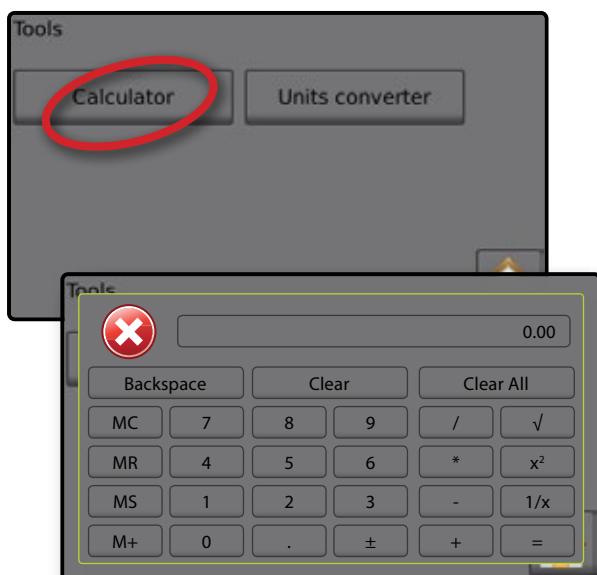 Tools
Calculator Units converter
Tools
0.00
Backspace Clear Clear All
MC 7 8 9 / √
MR 4 5 6 * x²
MS 1 2 3 - 1/x
M+ 0 . ± + =